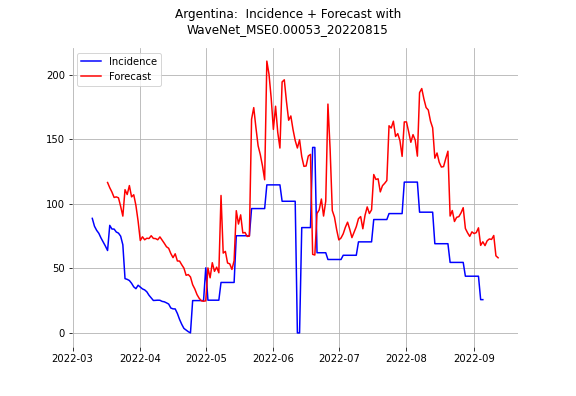 Argentina:  Incidence + Forecast with
WaveNet_MSE0.00053_20220815
Incidence
Forecast
200
150
100
50
0
2022-03 2022-04 2022-05 2022-06 2022-07 2022-08 2022-09